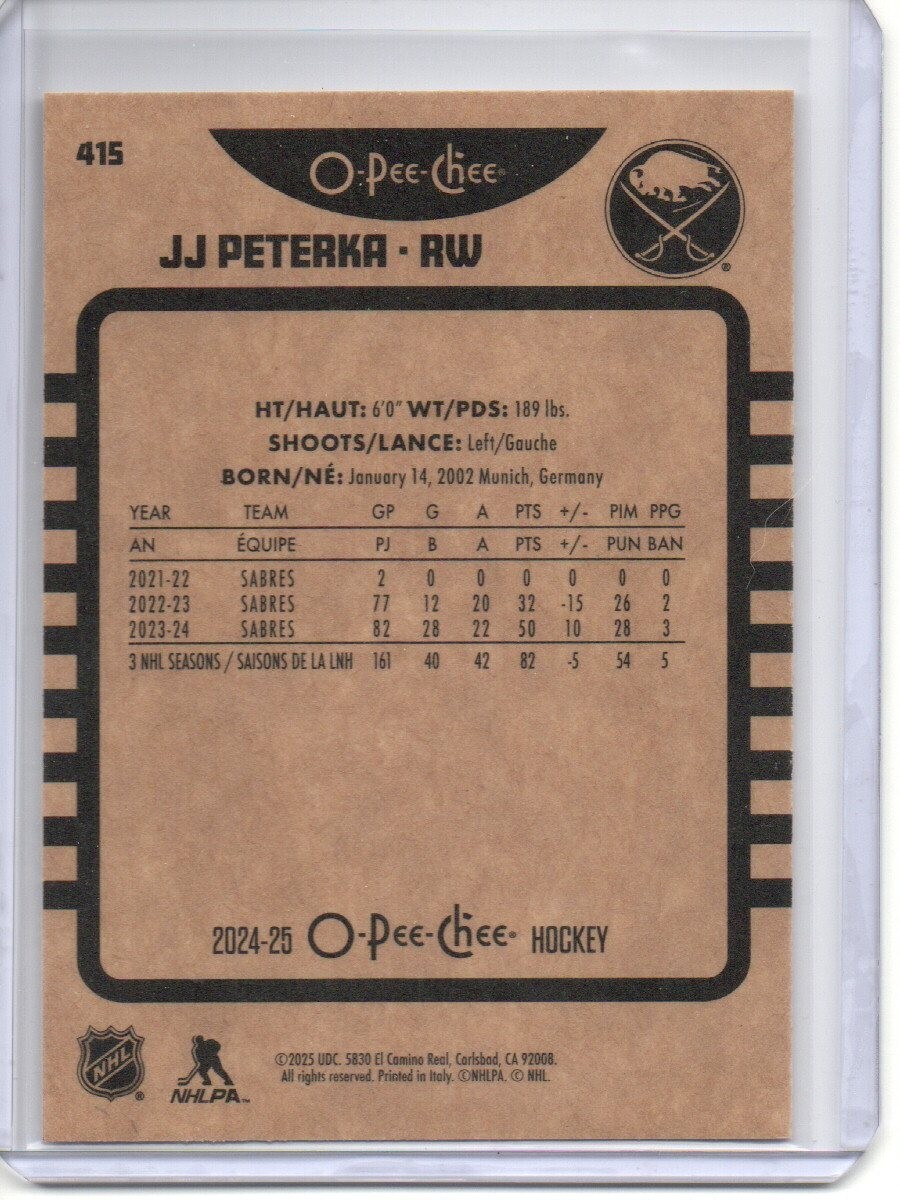 415
O-Pee-Chee®
JJ PETERKA · RW
HT/HAUT: 6'0" WT/PDS: 189 lbs.
SHOOTS/LANCE: Left/Gauche
BORN/NÉ: January 14, 2002 Munich, Germany
YEAR TEAM GP G A PTS +/- PIM PPG
AN ÉQUIPE PJ B A PTS +/- PUN BAN
2021-22 SABRES 2 0 0 0 0 0 0
2022-23 SABRES 77 12 20 32 -15 26 2
2023-24 SABRES 82 28 22 50 10 28 3
3 NHL SEASONS / SAISONS DE LA LNH 161 40 42 82 -5 54 5
2024-25 O-Pee-Chee® HOCKEY
NHL®
NHLPA™
©2025 UDC. 5830 El Camino Real, Carlsbad, CA 92008.
All rights reserved. Printed in Italy. ©NHLPA. © NHL.